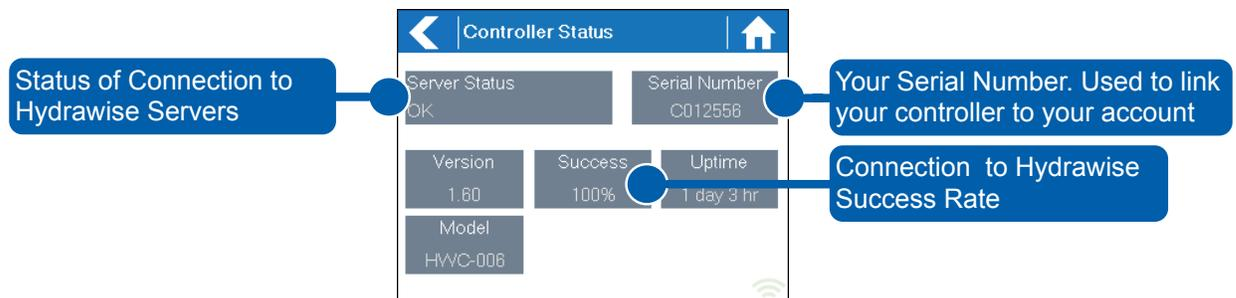 Controller Status
Status of Connection to
Hydrawise Servers
Server Status
OK
Serial Number
C012556
Your Serial Number. Used to link
your controller to your account
Version
1.60
Success
100%
Uptime
1 day 3 hr
Connection to Hydrawise
Success Rate
Model
HWC-006